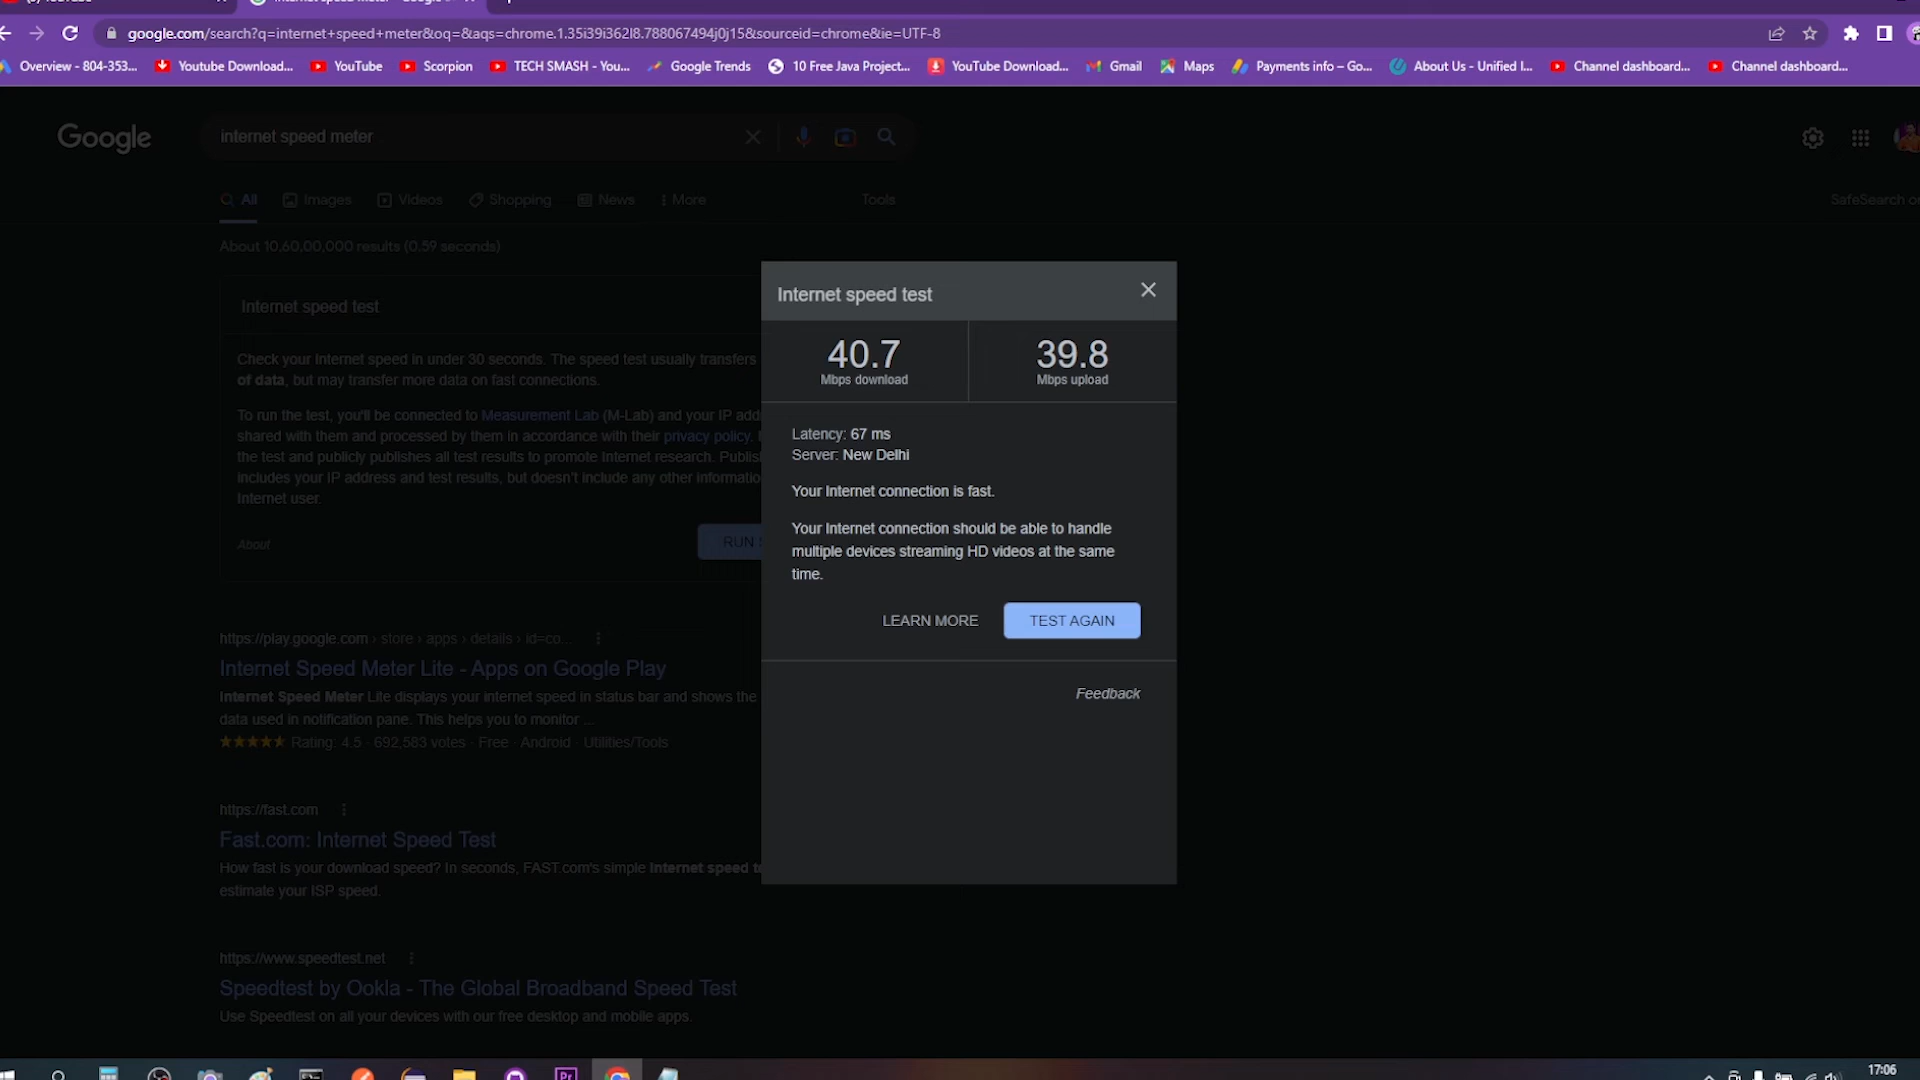 google.com/search?q=internet+speed+meter&oq=&aqs=chrome.1.35i39i362l8.788067494j0j15&sourceid=chrome&ie=UTF-8
Overview - 804-353... Youtube Download... YouTube Scorpion TECH SMASH - You... Google Trends 10 Free Java Project... YouTube Download... Gmail Maps Payments info – Go... About Us - Unified I... Channel dashboard... Channel dashboard...
Google internet speed meter
All Images Videos Shopping News More Tools SafeSearch on
About 10,60,00,000 results (0.59 seconds)
Internet speed test
Check your Internet speed in under 30 seconds. The speed test usually transfers
of data, but may transfer more data on fast connections.
To run the test, you'll be connected to Measurement Lab (M-Lab) and your IP
shared with them and processed by them in accordance with their privacy policy.
the test and publicly publishes all test results to promote Internet research.
includes your IP address and test results, but doesn't include any other
Internet user.
About RUN
Internet speed test
40.7 39.8
Mbps download Mbps upload
Latency: 67 ms
Server: New Delhi
Your Internet connection is fast.
Your Internet connection should be able to handle
multiple devices streaming HD videos at the same
time.
LEARN MORE TEST AGAIN
Feedback
https://play.google.com › store › apps › details › id=co...
Internet Speed Meter Lite - Apps on Google Play
Internet Speed Meter Lite displays your internet speed in status bar and shows the
data used in notification pane. This helps you to monitor ...
Rating: 4.5 · 692,583 votes · Free · Android · Utilities/Tools
https://fast.com
Fast.com: Internet Speed Test
How fast is your download speed? In seconds, FAST.com's simple Internet speed
estimate your ISP speed.
https://www.speedtest.net
Speedtest by Ookla - The Global Broadband Speed Test
Use Speedtest on all your devices with our free desktop and mobile apps.
Pr 17:06